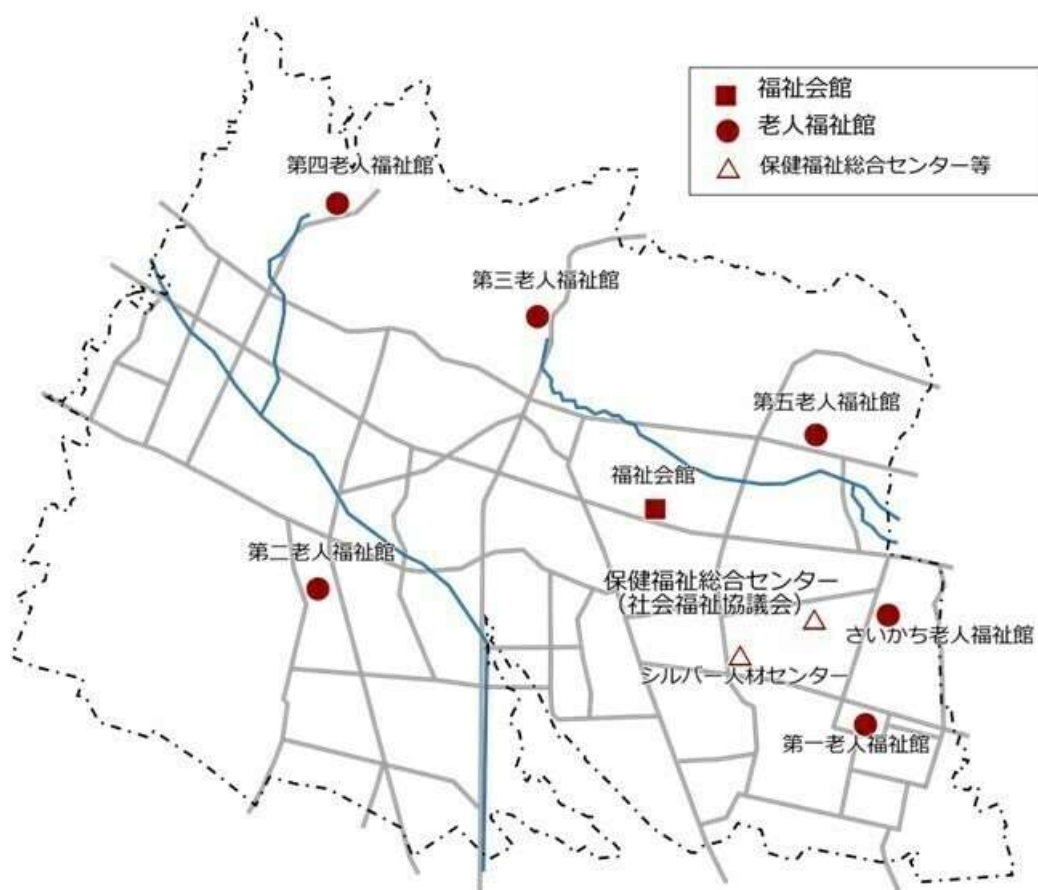 福祉会館
老人福祉館
保健福祉総合センター等
第四老人福祉館
第三老人福祉館
第五老人福祉館
福祉会館
第二老人福祉館
保健福祉総合センター
（社会福祉協議会）
さいかち老人福祉館
シルバー人材センター
第一老人福祉館